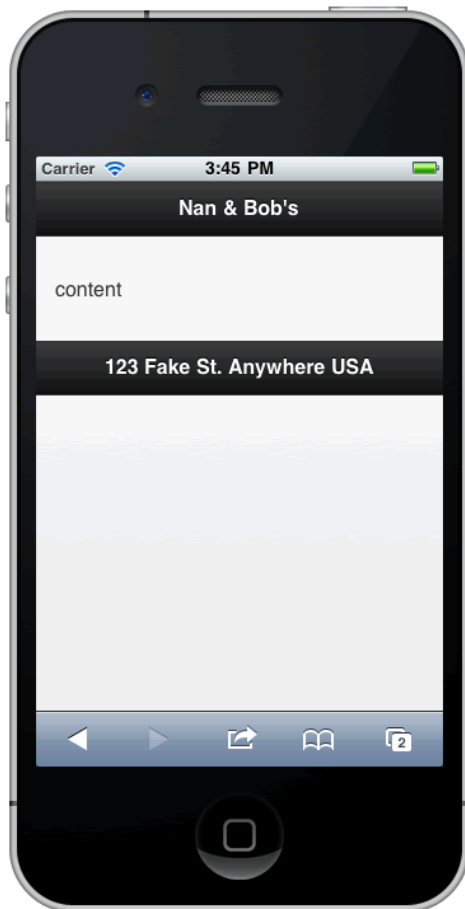 Carrier 3:45 PM
Nan & Bob's
content
123 Fake St. Anywhere USA
2